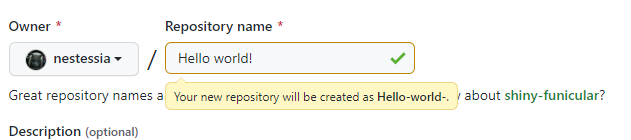 Owner * Repository name *
nestessia / Hello world!
Your new repository will be created as Hello-world-.
Great repository names a about shiny-funicular?
Description (optional)